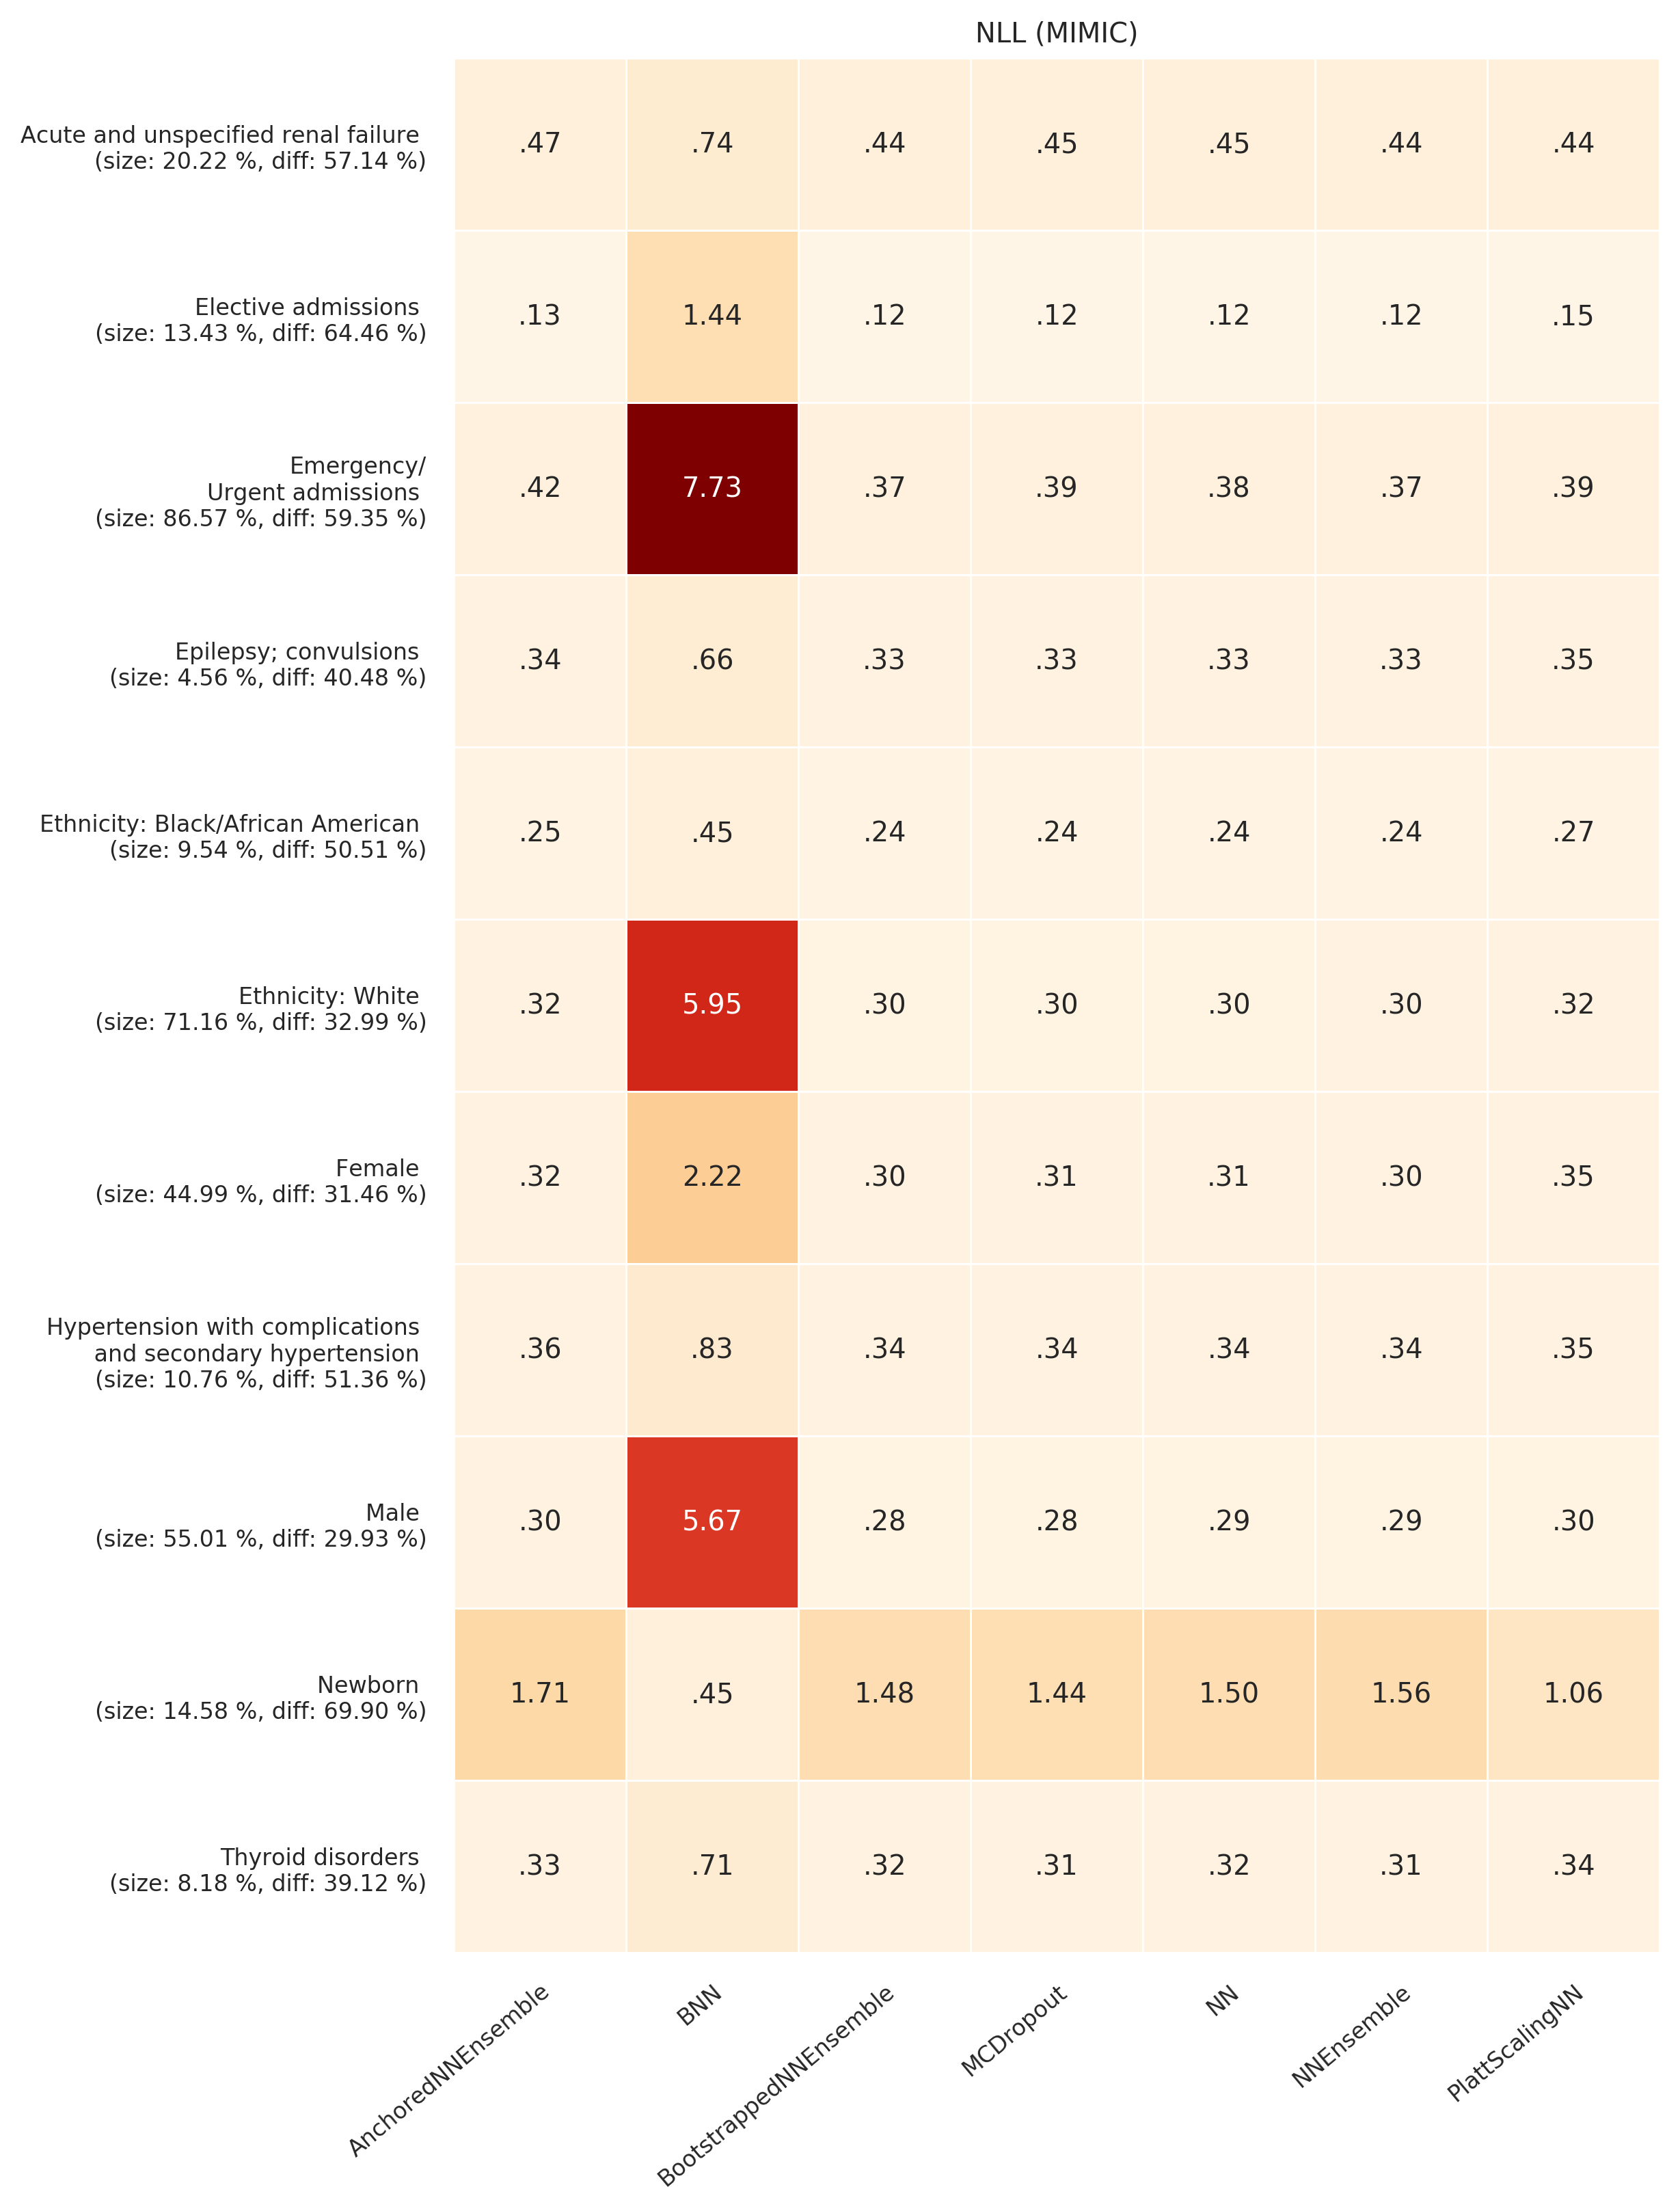 NLL (MIMIC)
Acute and unspecified renal failure
(size: 20.22 %, diff: 57.14 %)
.47 .74 .44 .45 .45 .44 .44
Elective admissions
(size: 13.43 %, diff: 64.46 %)
.13 1.44 .12 .12 .12 .12 .15
Emergency/
Urgent admissions
(size: 86.57 %, diff: 59.35 %)
.42 7.73 .37 .39 .38 .37 .39
Epilepsy; convulsions
(size: 4.56 %, diff: 40.48 %)
.34 .66 .33 .33 .33 .33 .35
Ethnicity: Black/African American
(size: 9.54 %, diff: 50.51 %)
.25 .45 .24 .24 .24 .24 .27
Ethnicity: White
(size: 71.16 %, diff: 32.99 %)
.32 5.95 .30 .30 .30 .30 .32
Female
(size: 44.99 %, diff: 31.46 %)
.32 2.22 .30 .31 .31 .30 .35
Hypertension with complications
and secondary hypertension
(size: 10.76 %, diff: 51.36 %)
.36 .83 .34 .34 .34 .34 .35
Male
(size: 55.01 %, diff: 29.93 %)
.30 5.67 .28 .28 .29 .29 .30
Newborn
(size: 14.58 %, diff: 69.90 %)
1.71 .45 1.48 1.44 1.50 1.56 1.06
Thyroid disorders
(size: 8.18 %, diff: 39.12 %)
.33 .71 .32 .31 .32 .31 .34
AnchoredNNEnsemble
BNN
BootstrappedNNEnsemble
MCDropout
NN
NNEnsemble
PlattScalingNN